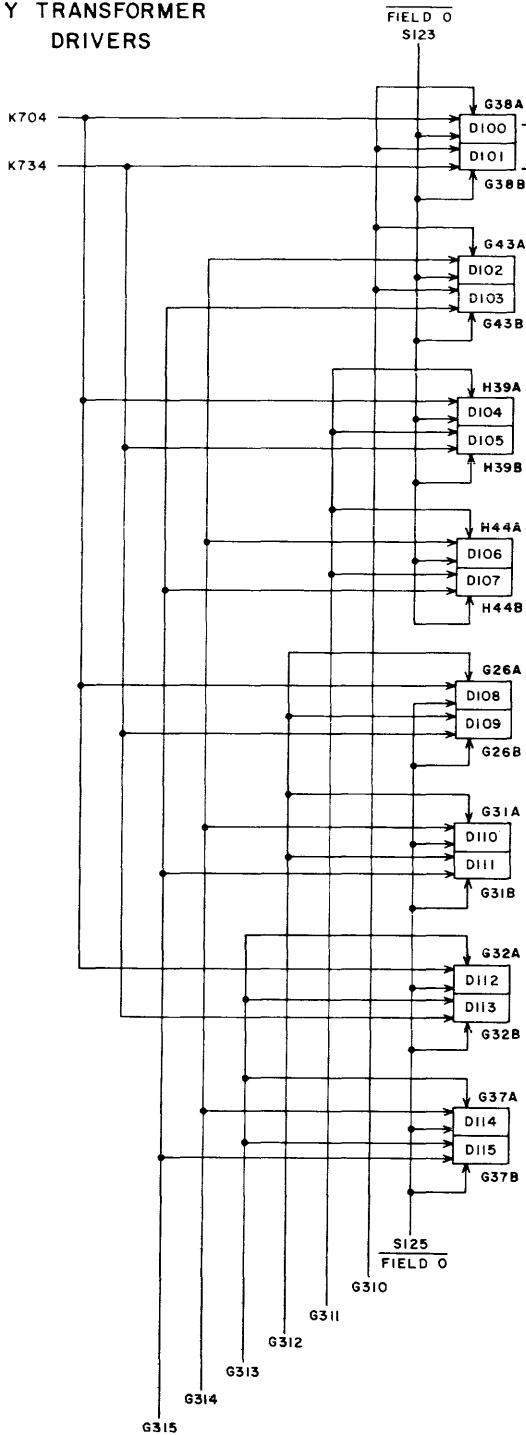 Y TRANSFORMER
DRIVERS
FIELD 0
S123
K704
K734
G38A
D100
D101
G38B
G43A
D102
D103
G43B
H39A
D104
D105
H39B
H44A
D106
D107
H44B
G26A
D108
D109
G26B
G31A
D110
D111
G31B
G32A
D112
D113
G32B
G37A
D114
D115
G37B
S125
FIELD 0
G310
G311
G312
G313
G314
G315